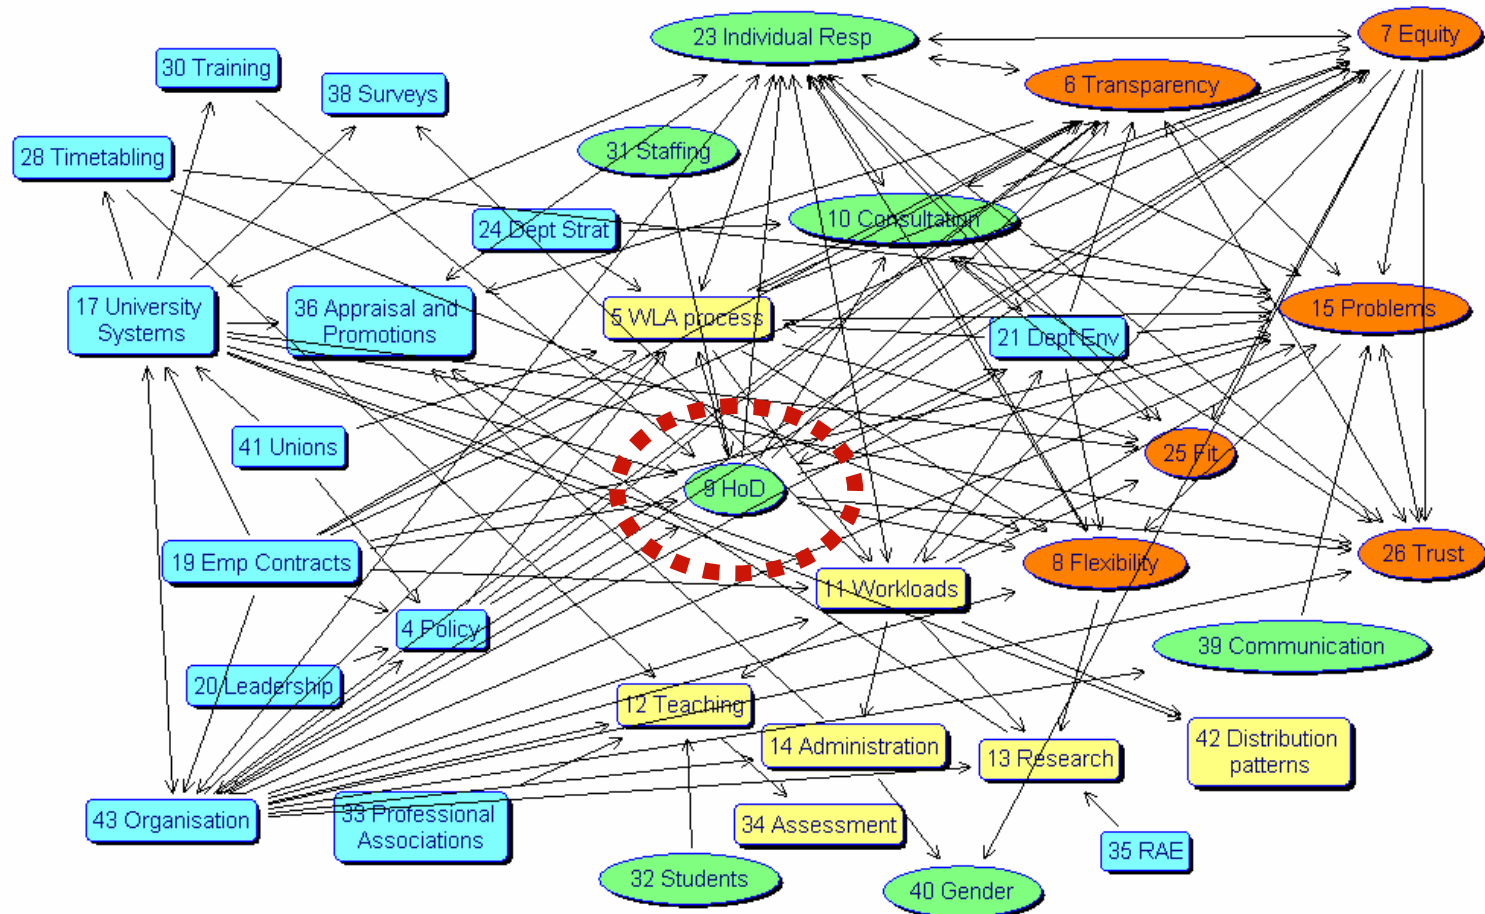 23 Individual Resp
7 Equity
30 Training
38 Surveys
6 Transparency
28 Timetabling
31 Staffing
24 Dept Strat
10 Consultation
17 University
Systems
36 Appraisal and
Promotions
5 WLA process
21 Dept Env
15 Problems
41 Unions
25 Fit
9 HoD
19 Emp Contracts
8 Flexibility
26 Trust
11 Workloads
4 Policy
39 Communication
20 Leadership
12 Teaching
14 Administration
13 Research
42 Distribution
patterns
43 Organisation
33 Professional
Associations
34 Assessment
35 RAE
32 Students
40 Gender